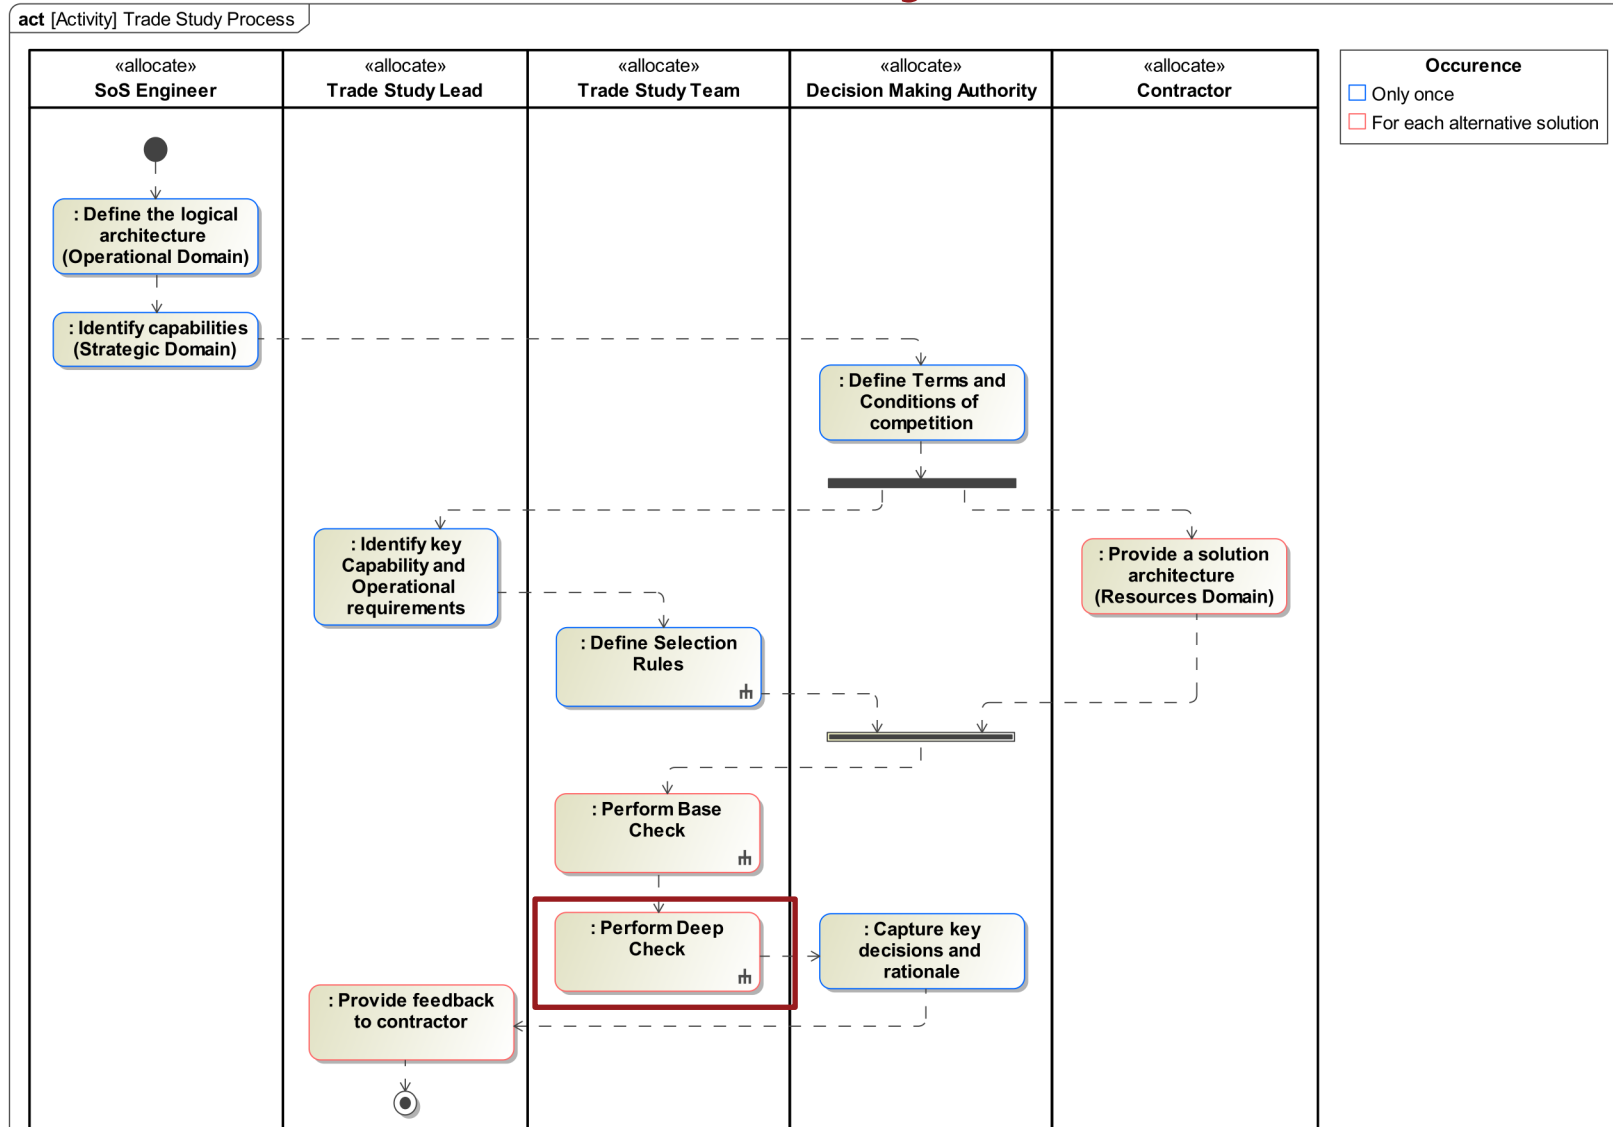 act [Activity] Trade Study Process
«allocate»
SoS Engineer
«allocate»
Trade Study Lead
«allocate»
Trade Study Team
«allocate»
Decision Making Authority
«allocate»
Contractor
Occurence
Only once
For each alternative solution
: Define the logical
architecture
(Operational Domain)
: Identify capabilities
(Strategic Domain)
: Define Terms and
Conditions of
competition
: Identify key
Capability and
Operational
requirements
: Provide a solution
architecture
(Resources Domain)
: Define Selection
Rules
: Perform Base
Check
: Perform Deep
Check
: Capture key
decisions and
rationale
: Provide feedback
to contractor